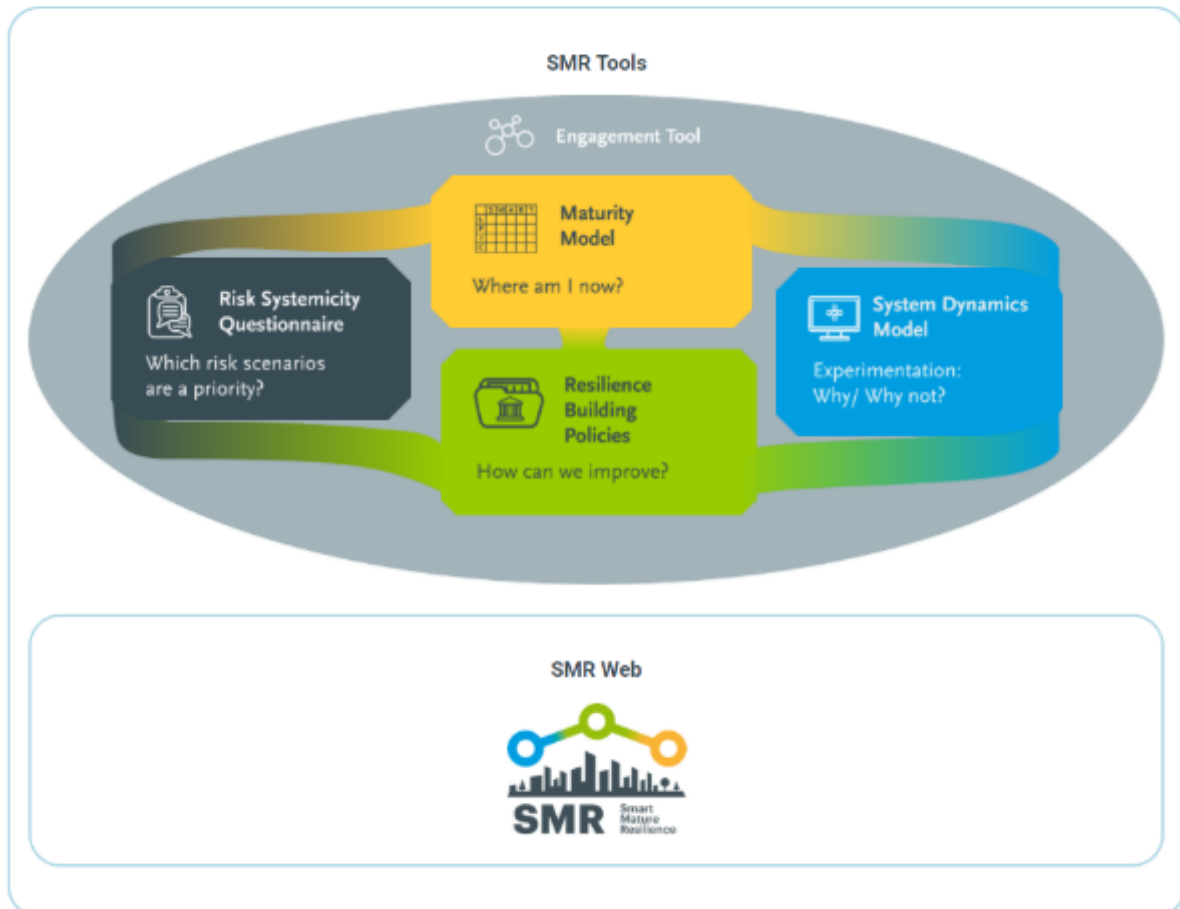 SMR Tools
Engagement Tool
Maturity
Model
Where am I now?
Risk Systemicity
Questionnaire
Which risk scenarios
are a priority?
System Dynamics
Model
Experimentation:
Why/ Why not?
Resilience
Building
Policies
How can we improve?
SMR Web
SMR
Smart
Mature
Resilience